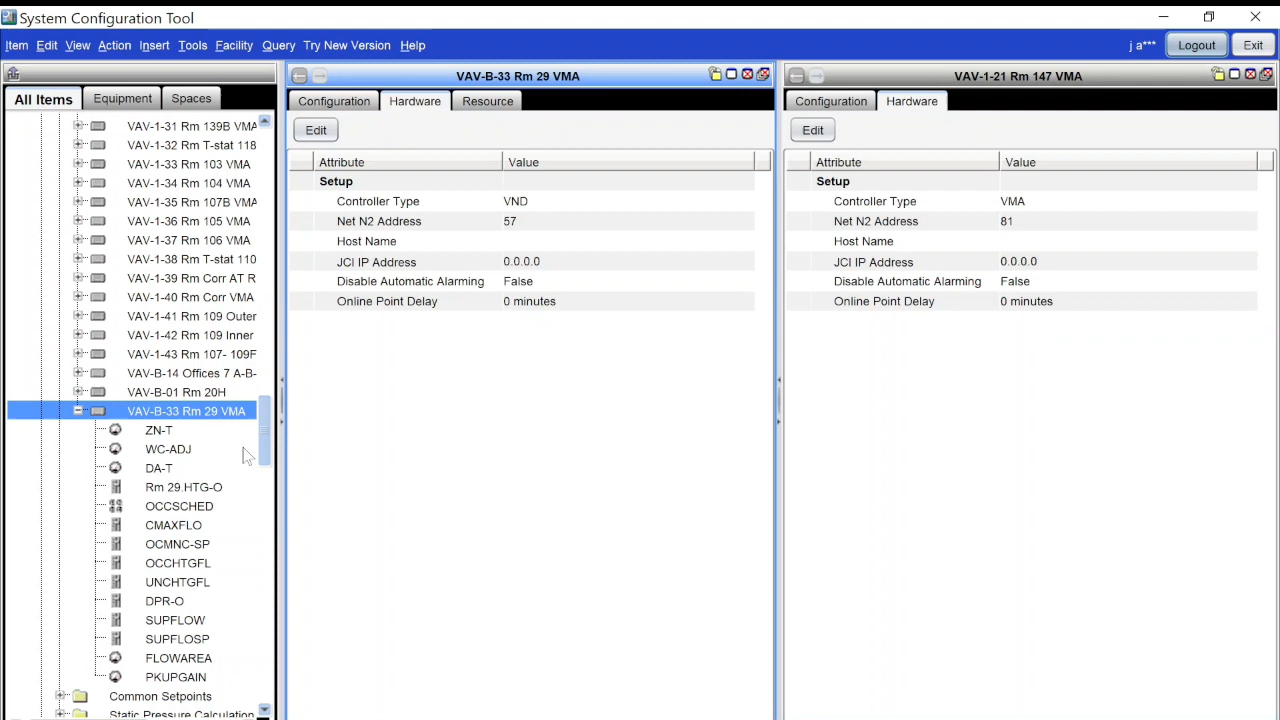 System Configuration Tool
Item Edit View Action Insert Tools Facility Query Try New Version Help
j a*** Logout Exit
All Items Equipment Spaces
VAV-1-31 Rm 139B VMA
VAV-1-32 Rm T-stat 118
VAV-1-33 Rm 103 VMA
VAV-1-34 Rm 104 VMA
VAV-1-35 Rm 107B VMA
VAV-1-36 Rm 105 VMA
VAV-1-37 Rm 106 VMA
VAV-1-38 Rm T-stat 110
VAV-1-39 Rm Corr AT R
VAV-1-40 Rm Corr VMA
VAV-1-41 Rm 109 Outer
VAV-1-42 Rm 109 Inner
VAV-1-43 Rm 107- 109F
VAV-B-14 Offices 7 A-B-
VAV-B-01 Rm 20H
VAV-B-33 Rm 29 VMA
ZN-T
WC-ADJ
DA-T
Rm 29.HTG-O
OCCSCHED
CMAXFLO
OCMNC-SP
OCCHTGFL
UNCHTGFL
DPR-O
SUPFLOW
SUPFLOSP
FLOWAREA
PKUPGAIN
Common Setpoints
Static Pressure Calculation
VAV-B-33 Rm 29 VMA
Configuration Hardware Resource
Edit
Attribute Value
Setup
Controller Type VND
Net N2 Address 57
Host Name
JCI IP Address 0.0.0.0
Disable Automatic Alarming False
Online Point Delay 0 minutes
VAV-1-21 Rm 147 VMA
Configuration Hardware
Edit
Attribute Value
Setup
Controller Type VMA
Net N2 Address 81
Host Name
JCI IP Address 0.0.0.0
Disable Automatic Alarming False
Online Point Delay 0 minutes